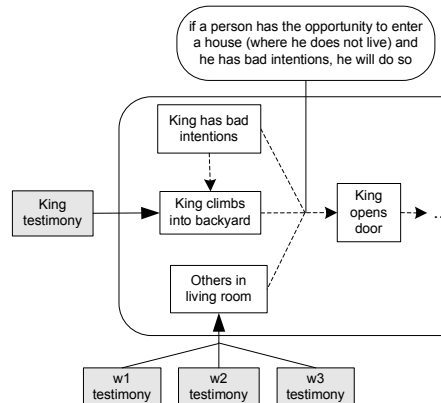 if a person has the opportunity to enter
a house (where he does not live) and
he has bad intentions, he will do so
King has bad
intentions
King
testimony
King climbs
into backyard
King
opens
door
...
Others in
living room
w1
testimony
w2
testimony
w3
testimony